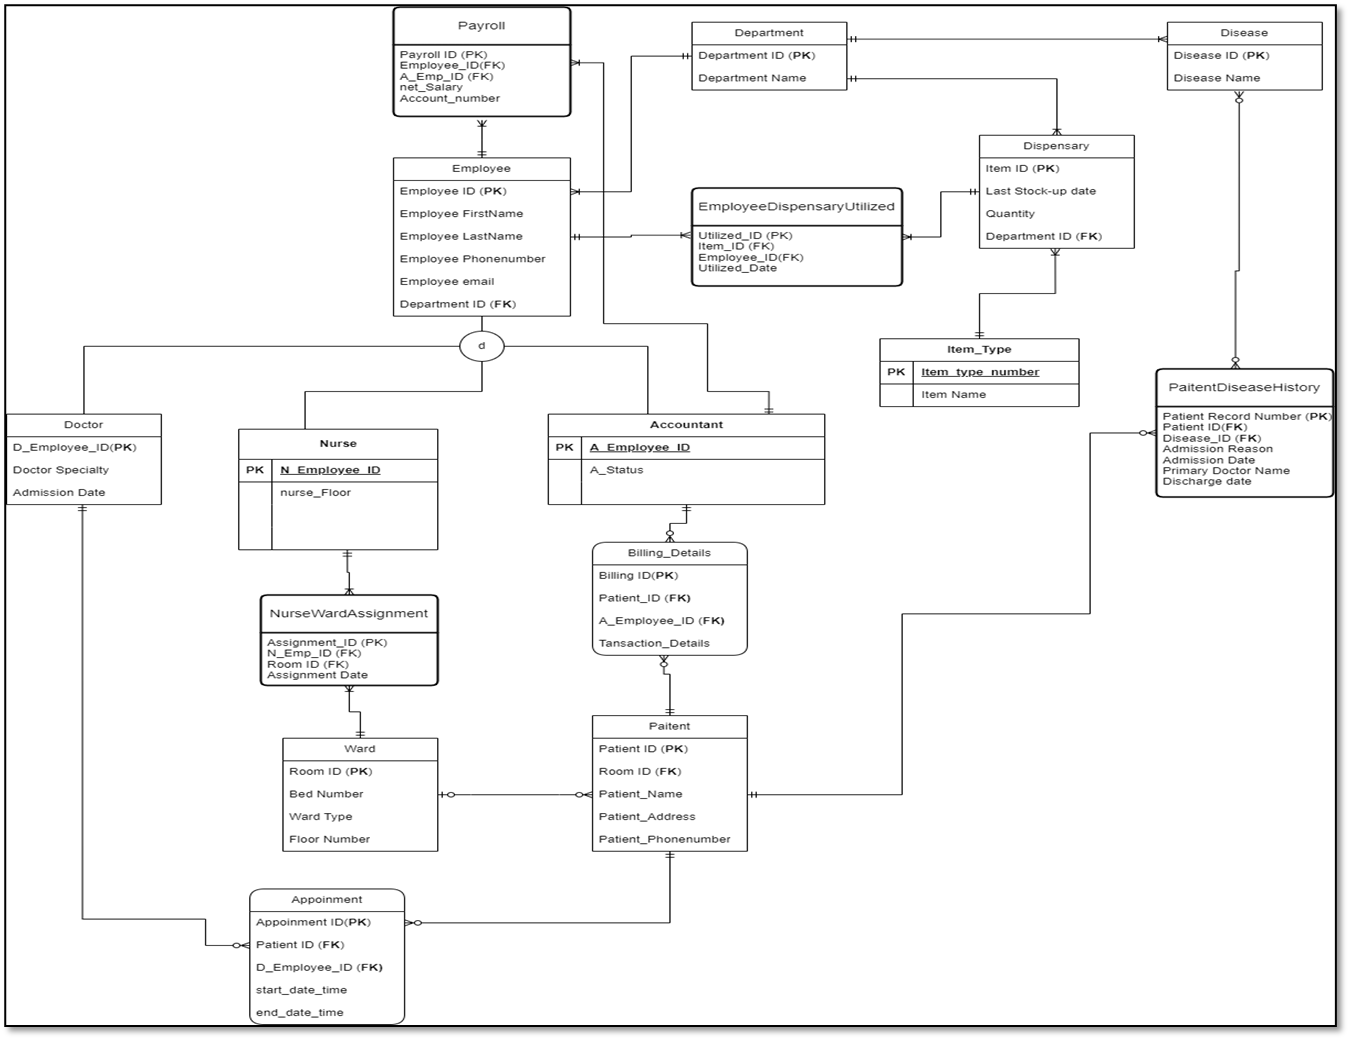 Payroll
Payroll ID (PK)
Employee_ID(FK)
A_Emp_ID (FK)
net_Salary
Account_number
Department
Department ID (PK)
Department Name
Disease
Disease ID (PK)
Disease Name
Employee
Employee ID (PK)
Employee FirstName
Employee LastName
Employee Phonenumber
Employee email
Department ID (FK)
EmployeeDispensaryUtilized
Utilized_ID (PK)
Item_ID (FK)
Employee_ID(FK)
Utilized_Date
Dispensary
Item ID (PK)
Last Stock-up date
Quantity
Department ID (FK)
d
Item_Type
PK Item_type_number
Item Name
PaitentDiseaseHistory
Patient Record Number (PK)
Patient ID(FK)
Disease_ID (FK)
Admission Reason
Admission Date
Primary Doctor Name
Discharge date
Doctor
D_Employee_ID(PK)
Doctor Specialty
Admission Date
Nurse
PK N_Employee_ID
nurse_Floor
Accountant
PK A_Employee_ID
A_Status
Billing_Details
Billing ID(PK)
Patient_ID (FK)
A_Employee_ID (FK)
Tansaction_Details
NurseWardAssignment
Assignment_ID (PK)
N_Emp_ID (FK)
Room ID (FK)
Assignment Date
Ward
Room ID (PK)
Bed Number
Ward Type
Floor Number
Paitent
Patient ID (PK)
Room ID (FK)
Patient_Name
Patient_Address
Patient_Phonenumber
Appoinment
Appoinment ID(PK)
Patient ID (FK)
D_Employee_ID (FK)
start_date_time
end_date_time